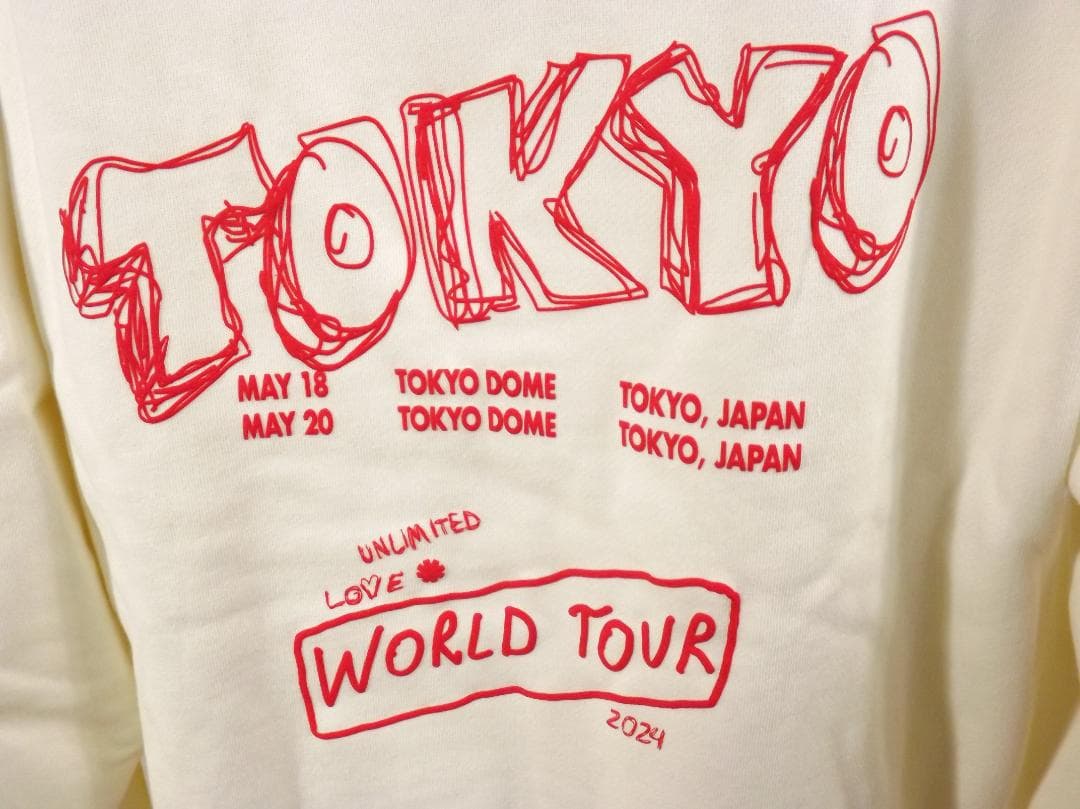 TOKYO
MAY 18 TOKYO DOME TOKYO, JAPAN
MAY 20 TOKYO DOME TOKYO, JAPAN
UNLIMITED
LOVE
WORLD TOUR
2024